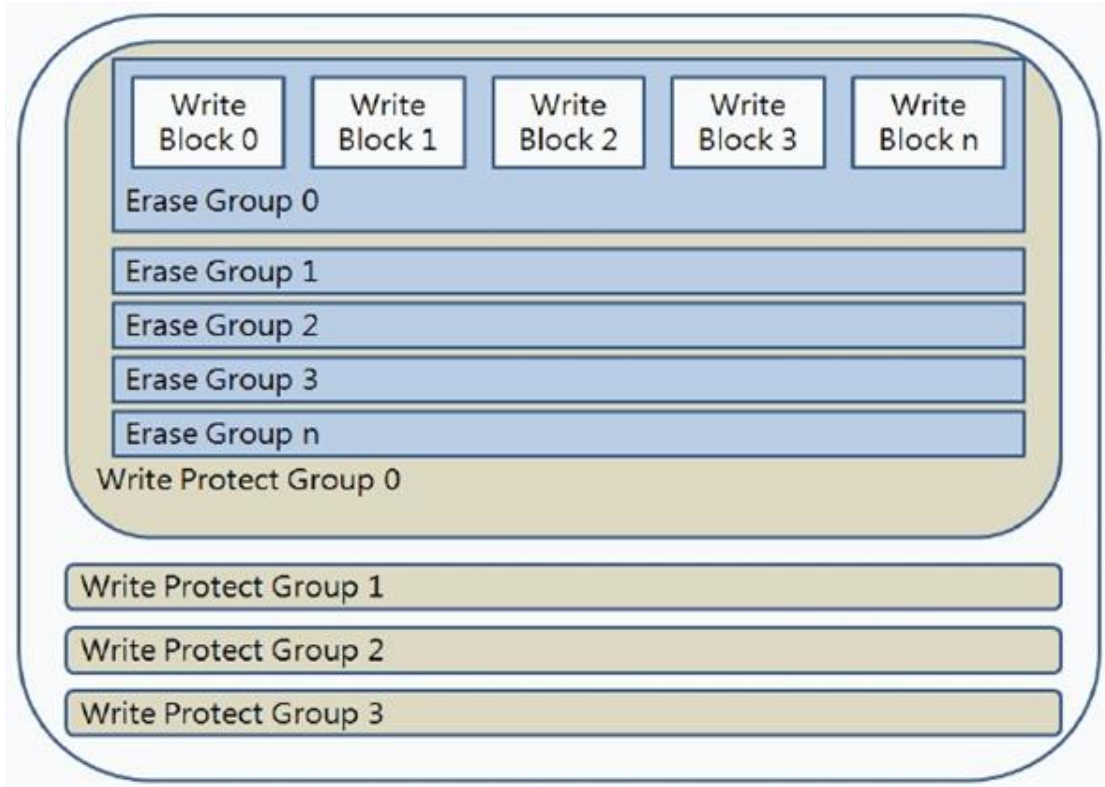 Write Block 0
Write Block 1
Write Block 2
Write Block 3
Write Block n
Erase Group 0
Erase Group 1
Erase Group 2
Erase Group 3
Erase Group n
Write Protect Group 0
Write Protect Group 1
Write Protect Group 2
Write Protect Group 3